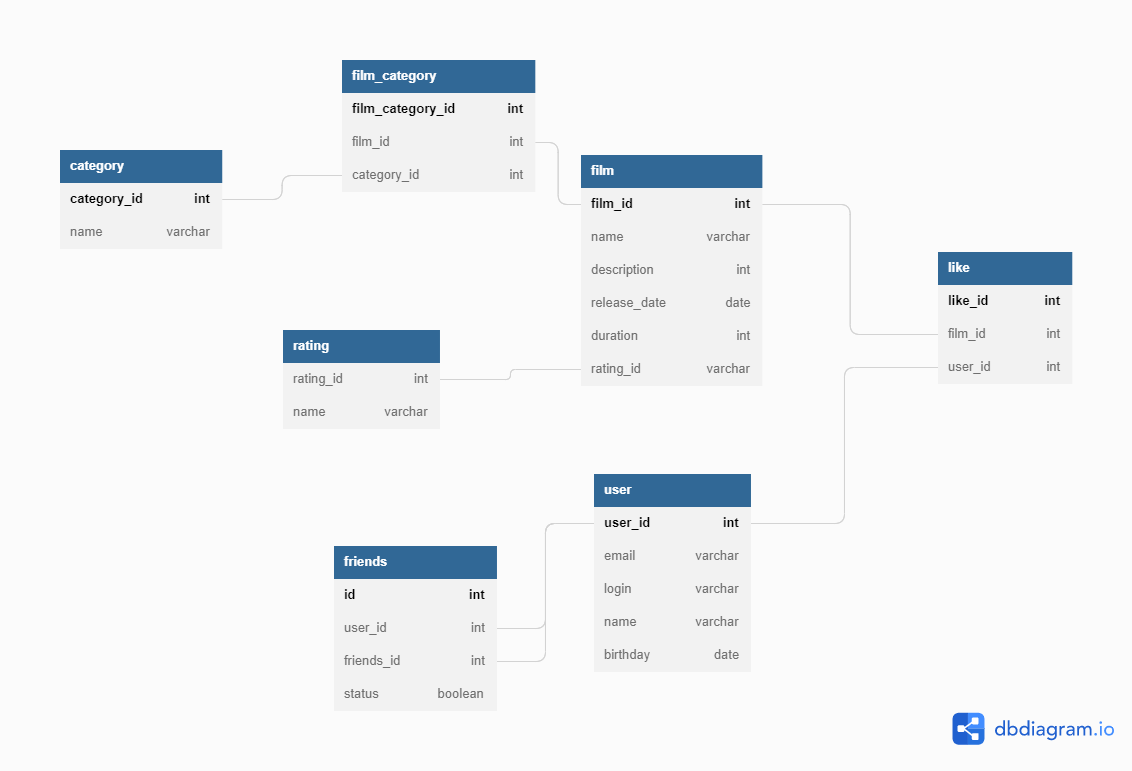 film_category
film_category_id int
film_id int
category_id int
category
category_id int
name varchar
film
film_id int
name varchar
description int
release_date date
duration int
rating_id varchar
like
like_id int
film_id int
user_id int
rating
rating_id int
name varchar
user
user_id int
email varchar
login varchar
name varchar
birthday date
friends
id int
user_id int
friends_id int
status boolean
dbdiagram.io